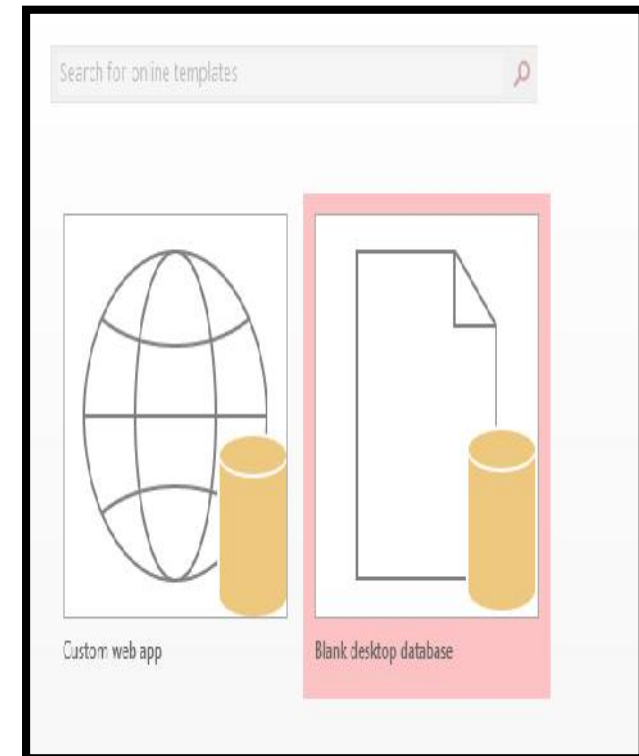 Search for online templates
Custom web app
Blank desktop database